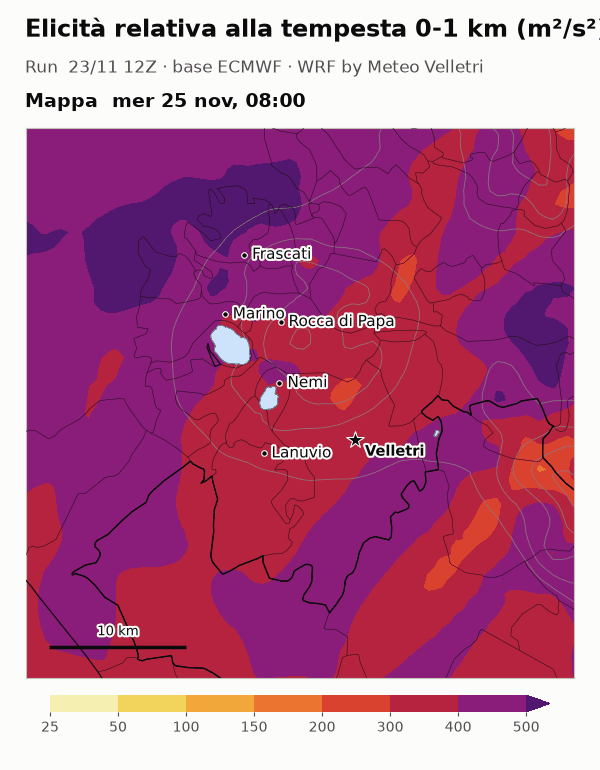 Elicità relativa alla tempesta 0-1 km (m²/s²)
Run 23/11 12Z · base ECMWF · WRF by Meteo Velletri
Mappa mer 25 nov, 08:00
Frascati
Marino
Rocca di Papa
Nemi
Velletri
Lanuvio
10 km
25 50 100 150 200 300 400 500